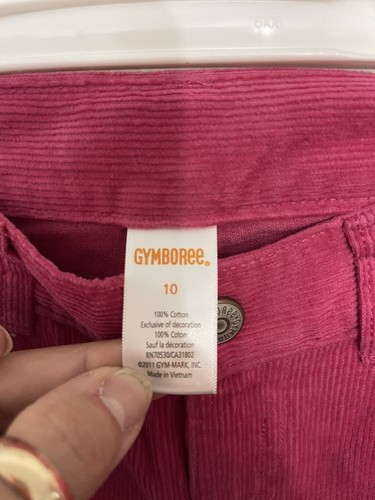 GYMBORee
10
100% Cotton
Exclusive of decoration
100% Coton
Sauf la décoration
RN70530/CA31802
©2011 GYM-MARK, INC.
Made in Vietnam